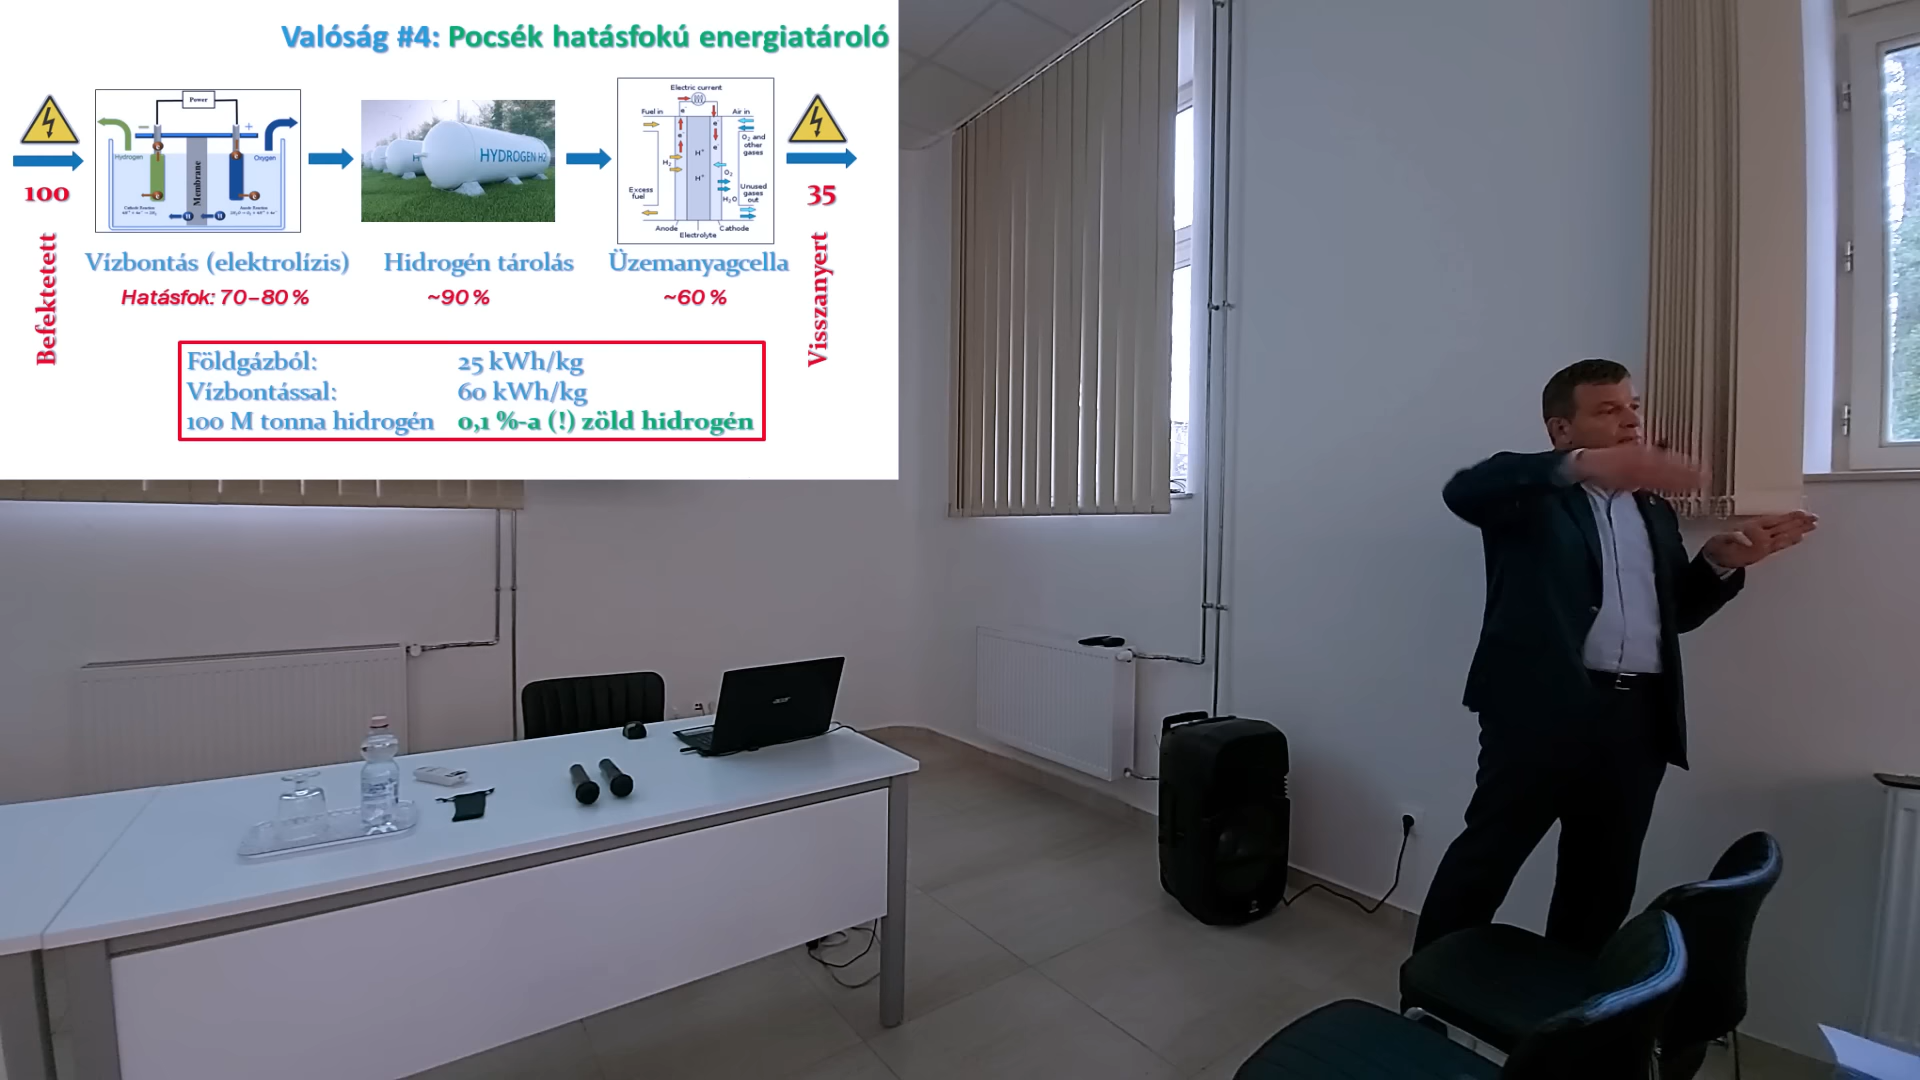 Valóság #4: Pocsék hatásfokú energiatároló
100
Befektetett
Power
Hydrogen
Oxygen
Membrane
HYDROGEN H2
Electric current
Fuel in
Air in
O₂ and
other
gases
H₂
H⁺
H⁺
O₂
Excess
fuel
Unused
gases
out
H₂O
Anode
Cathode
Electrolyte
35
Visszanyert
Vízbontás (elektrolízis)
Hidrogén tárolás
Üzemanyagcella
Hatásfok: 70–80 %
~90 %
~60 %
Földgázból: 25 kWh/kg
Vízbontással: 60 kWh/kg
100 M tonna hidrogén 0,1 %-a (!) zöld hidrogén
acer